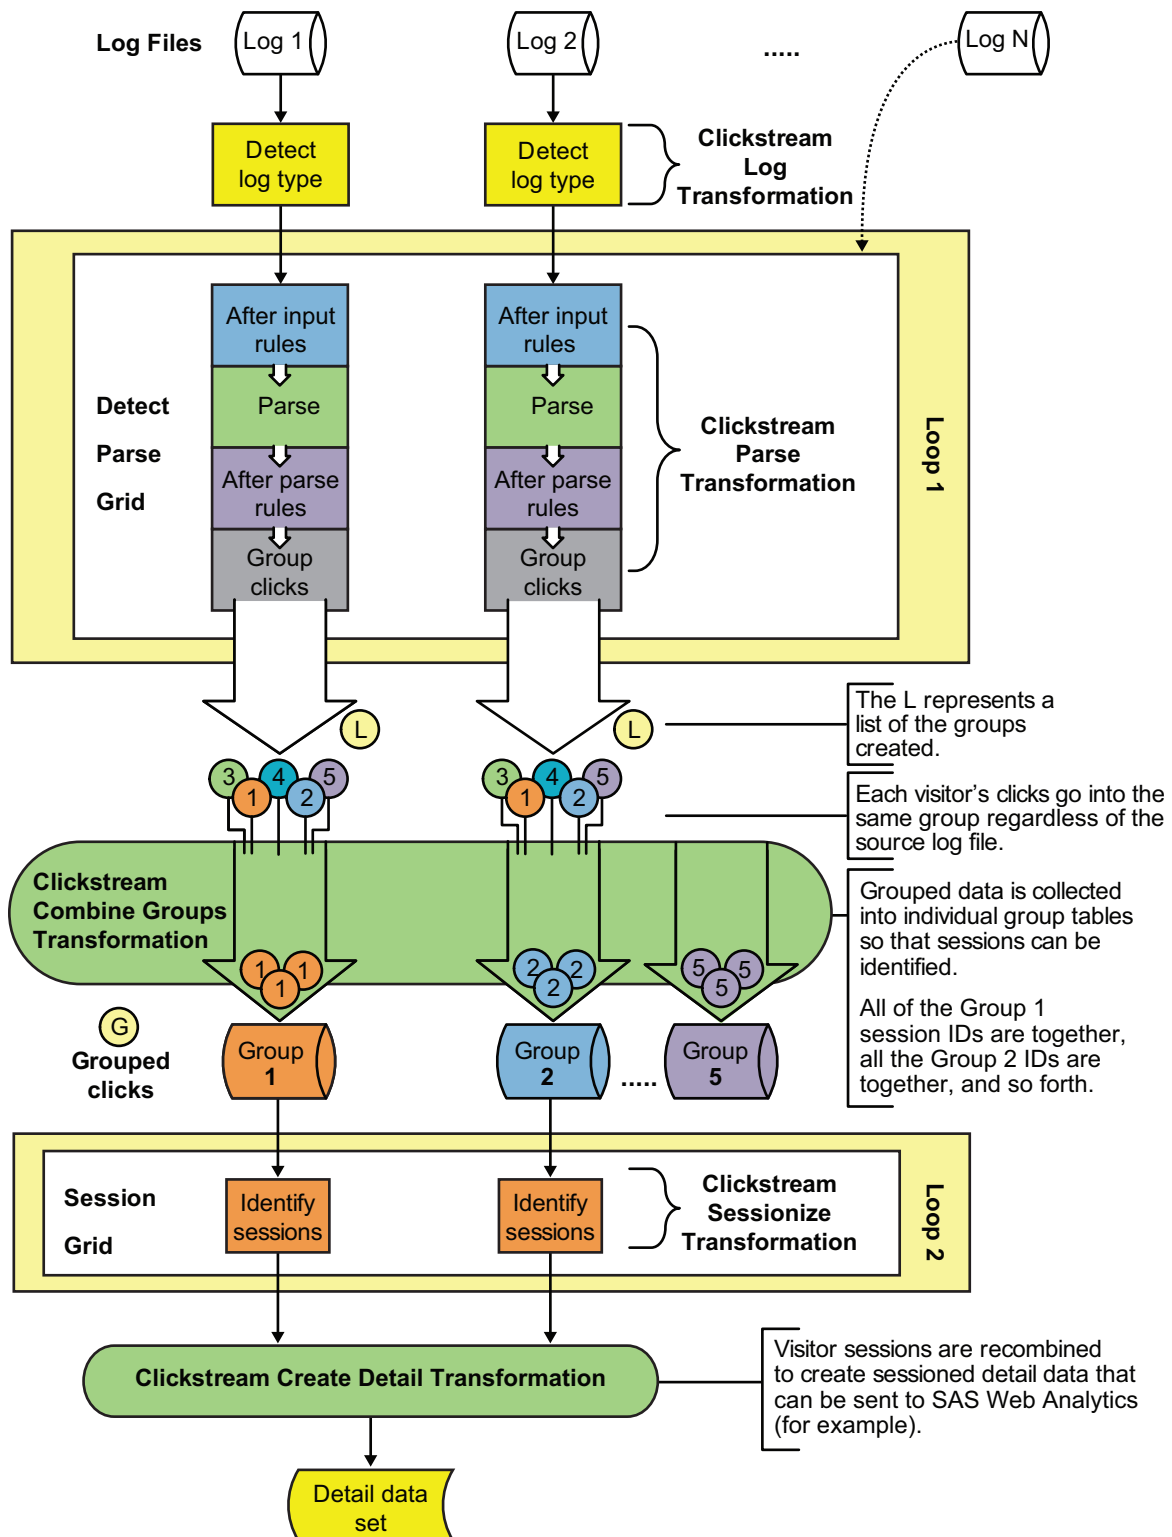 Log Files
Log 1
Log 2
.....
Log N
Detect
log type
Detect
log type
Clickstream
Log
Transformation
After input
rules
After input
rules
Detect
Parse
Grid
Parse
Parse
Clickstream
Parse
Transformation
Loop 1
After parse
rules
After parse
rules
Group
clicks
Group
clicks
L
L
The L represents a
list of the groups
created.
3
1
4
2
5
3
1
4
2
5
Each visitor’s clicks go into the
same group regardless of the
source log file.
Clickstream
Combine Groups
Transformation
Grouped data is collected
into individual group tables
so that sessions can be
identified.
All of the Group 1
session IDs are together,
all the Group 2 IDs are
together, and so forth.
1
1
1
2
2
2
5
5
5
G
Grouped
clicks
Group
1
Group
2
.....
Group
5
Session
Grid
Identify
sessions
Identify
sessions
Clickstream
Sessionize
Transformation
Loop 2
Clickstream Create Detail Transformation
Visitor sessions are recombined
to create sessioned detail data that
can be sent to SAS Web Analytics
(for example).
Detail data
set